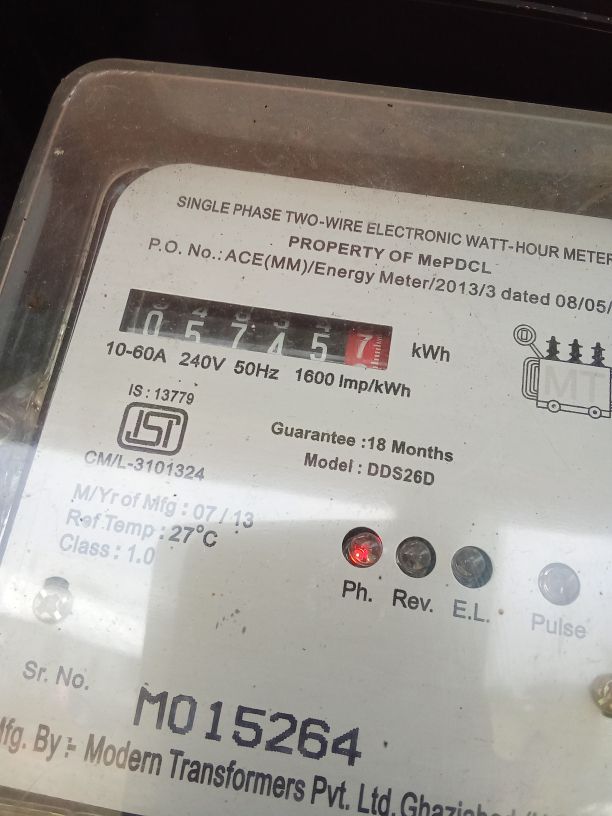 SINGLE PHASE TWO-WIRE ELECTRONIC WATT-HOUR METER
PROPERTY OF MePDCL
P.O. No.: ACE(MM)/Energy Meter/2013/3 dated 08/05/
0 5 7 4 5 7 kWh
10-60A 240V 50Hz 1600 Imp/kWh
IS : 13779
ISI
CM/L-3101324
Guarantee :18 Months
Model : DDS26D
MT
M/Yr of Mfg : 07 / 13
Ref.Temp : 27°C
Class : 1.0
Ph. Rev. E.L. Pulse
Sr. No.
M015264
Mfg. By :- Modern Transformers Pvt. Ltd. Ghaziabad